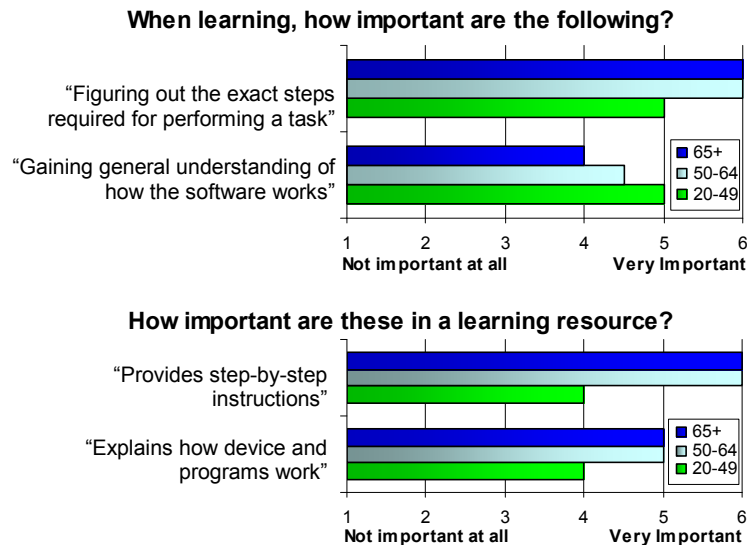 When learning, how important are the following?
“Figuring out the exact steps
required for performing a task”
“Gaining general understanding of
how the software works”
65+
50-64
20-49
1 2 3 4 5 6
Not important at all Very Important
How important are these in a learning resource?
“Provides step-by-step
instructions”
“Explains how device and
programs work”
65+
50-64
20-49
1 2 3 4 5 6
Not important at all Very Important